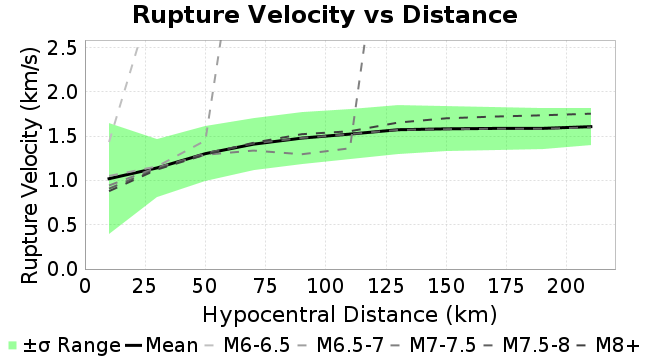 Rupture Velocity vs Distance
Rupture Velocity (km/s)
2.5
2.0
1.5
1.0
0.5
0.0
0 25 50 75 100 125 150 175 200
Hypocentral Distance (km)
±σ Range Mean M6-6.5 M6.5-7 M7-7.5 M7.5-8 M8+